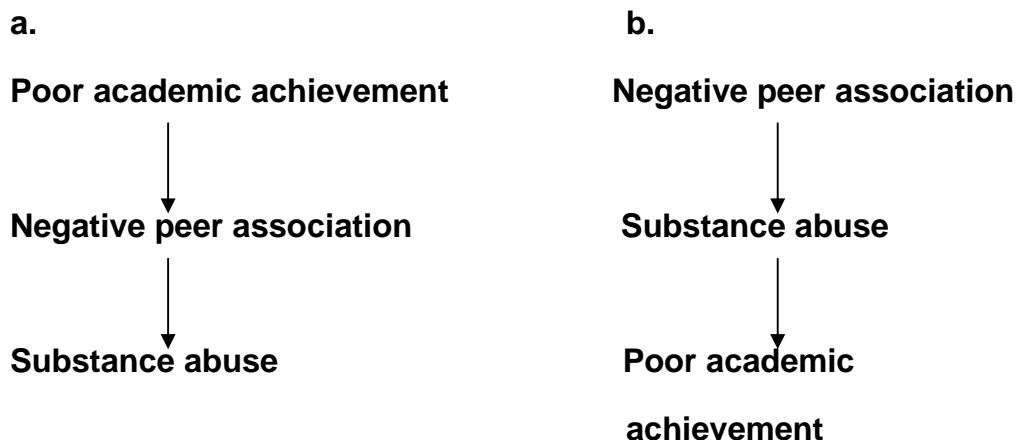 a.
Poor academic achievement
Negative peer association
Substance abuse
b.
Negative peer association
Substance abuse
Poor academic
achievement